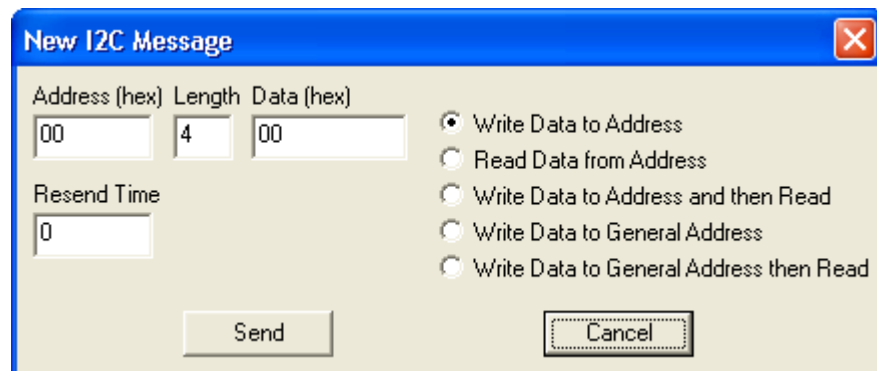 New I2C Message
Address (hex) Length Data (hex)
00 4 00
Write Data to Address
Read Data from Address
Resend Time
Write Data to Address and then Read
0
Write Data to General Address
Write Data to General Address then Read
Send Cancel